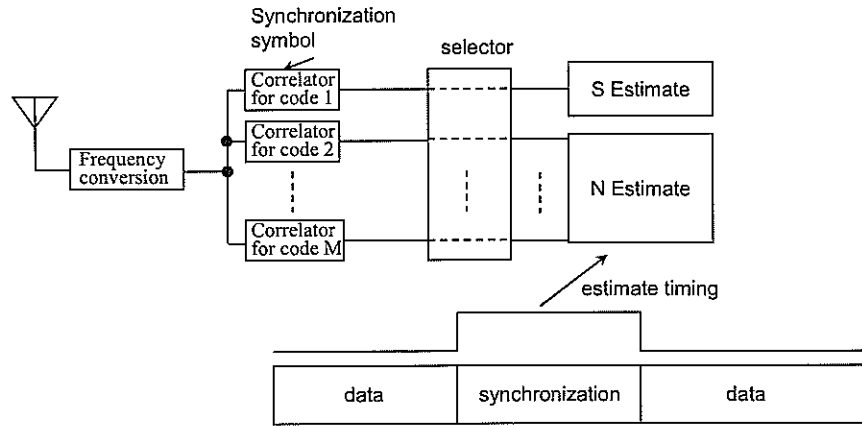 Synchronization
symbol
selector
Correlator
for code 1
S Estimate
Correlator
for code 2
Frequency
conversion
N Estimate
Correlator
for code M
estimate timing
data
synchronization
data